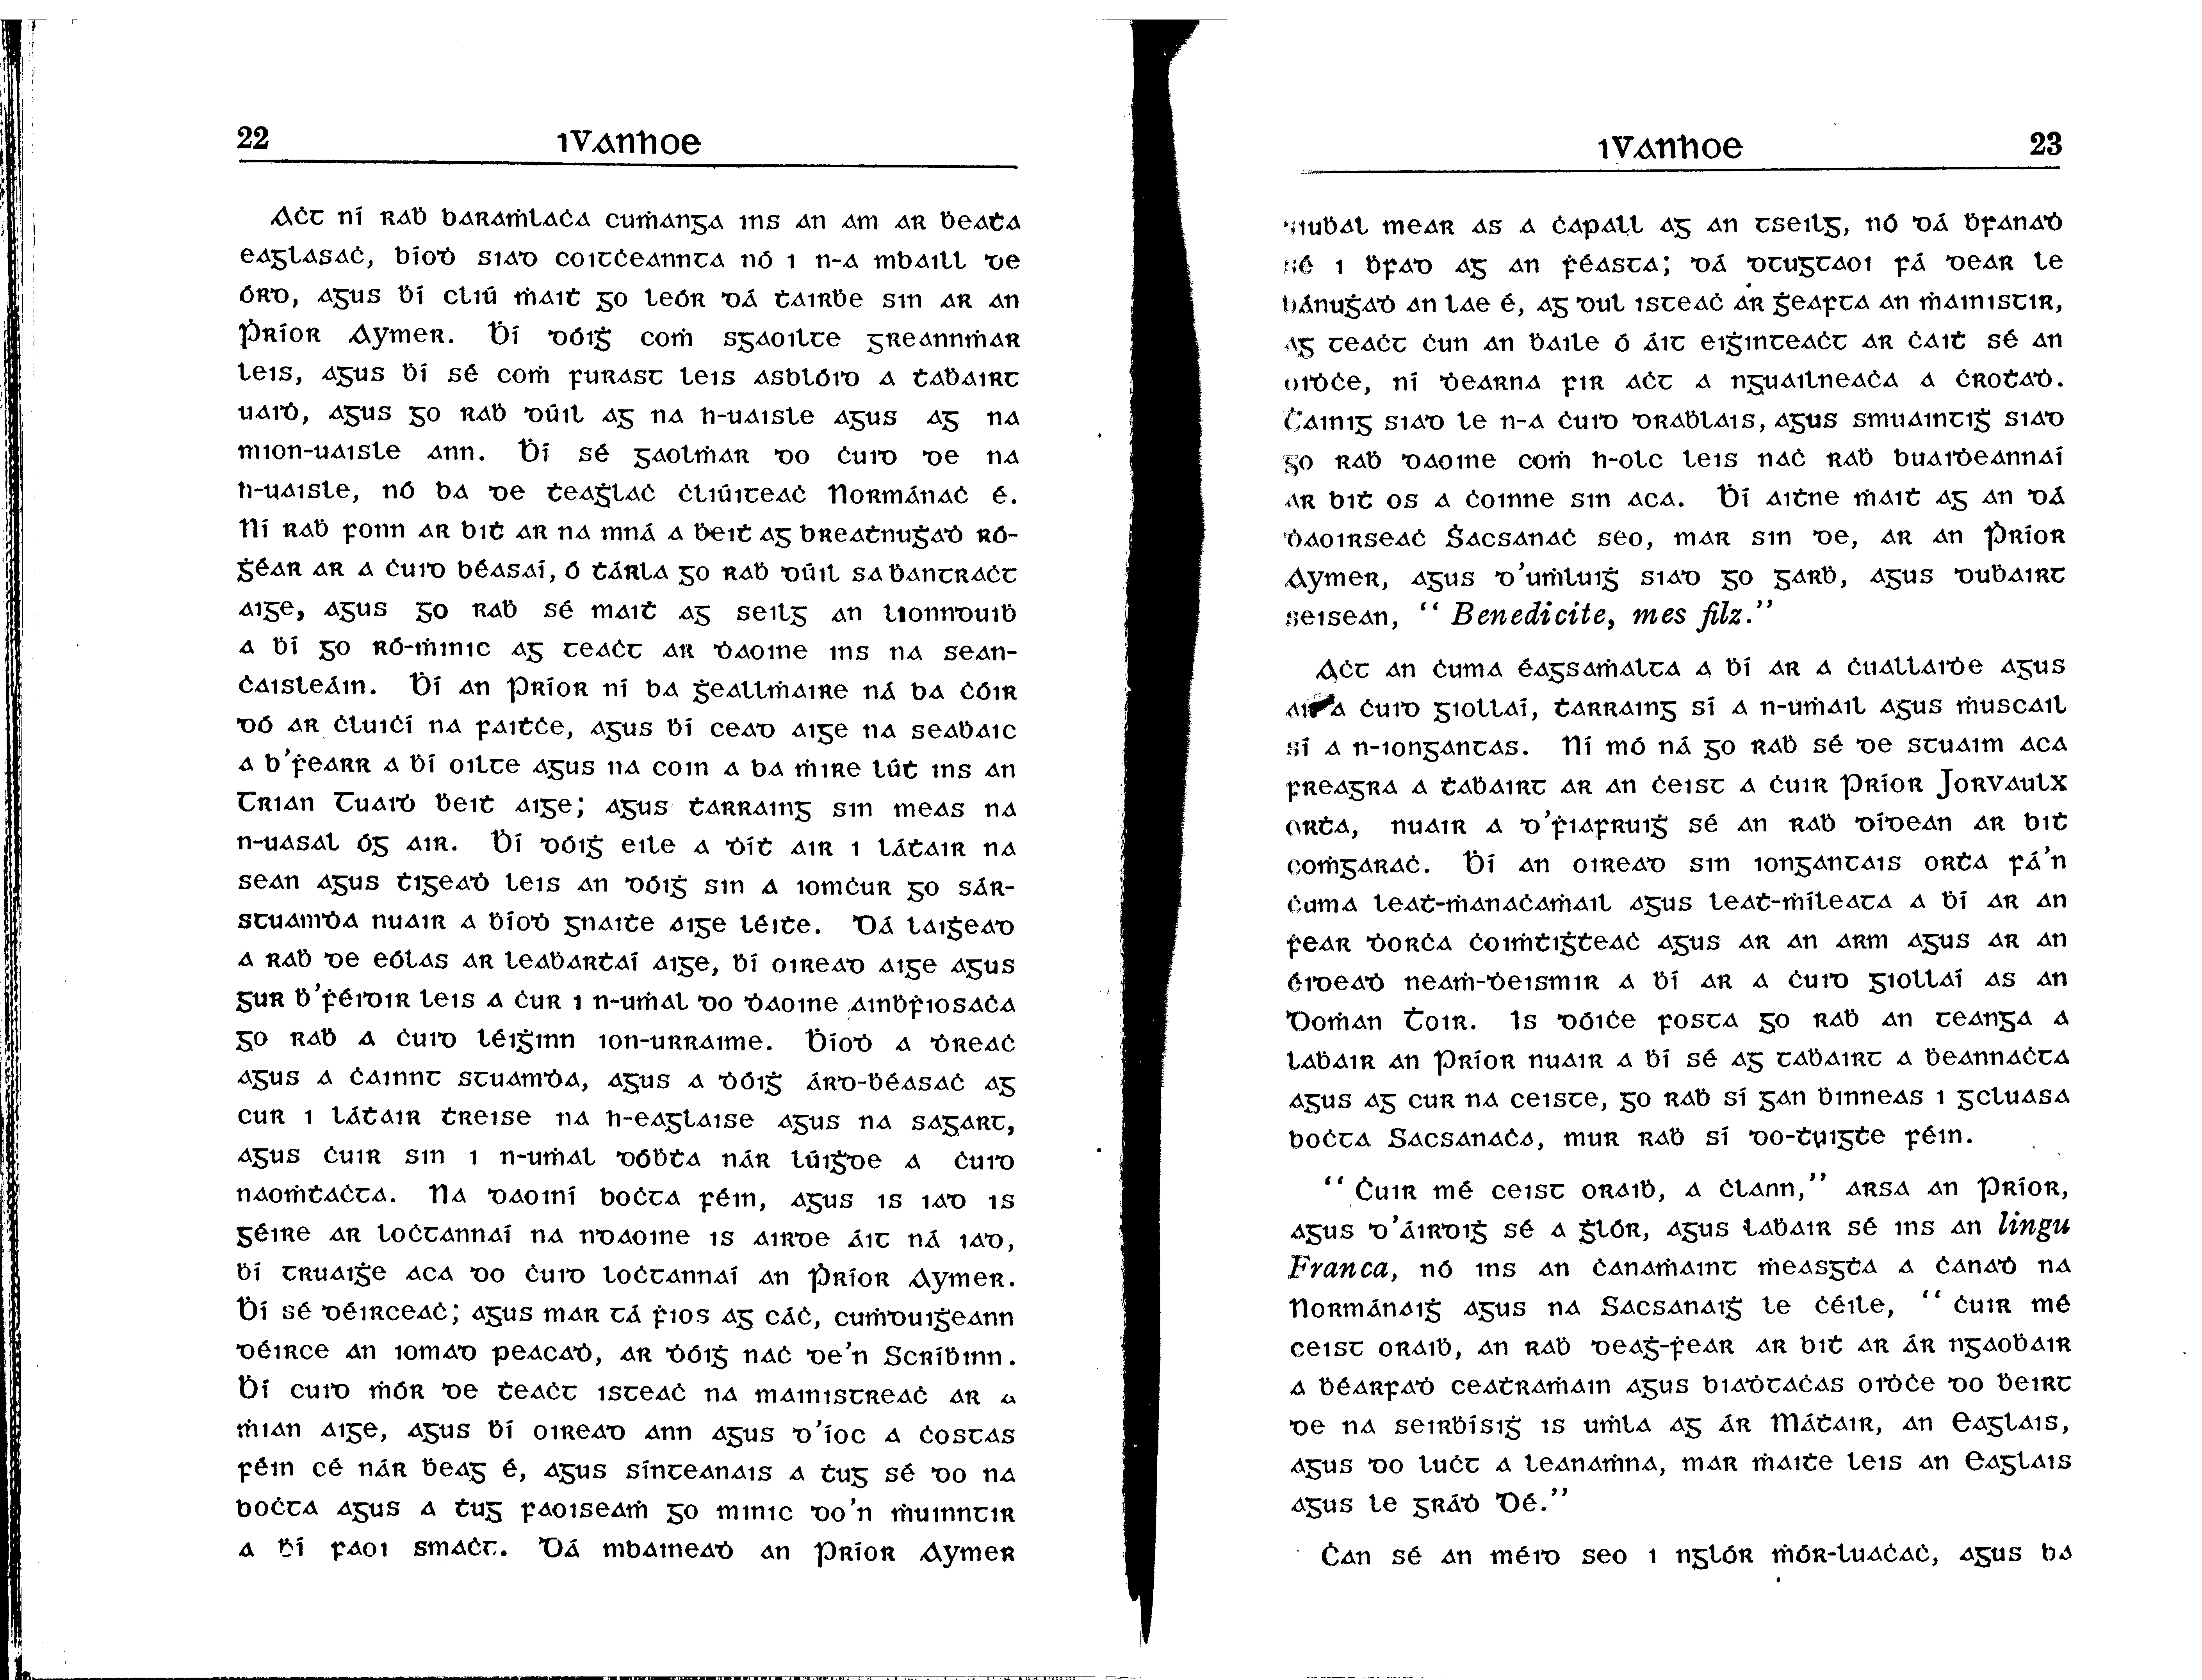 22 IVANHOE
Aċt ní raḃ baraṁlaċa cuṁanga ins an am ar ḃeaṫa
eaglasaċ, bíoḋ siad coitċeannta nó i n-a mbaill de
órd, agus ḃí cliú ṁaiṫ go leór dá ṫairḃe sin ar an
Ṗríor Aymer. Ḃí dóiġ coṁ sgaoilte greannṁar
leis, agus ḃí sé coṁ furast leis asblóid a ṫaḃairt
uaiḋ, agus go raḃ dúil ag na h-uaisle agus ag na
mion-uaisle ann. Ḃí sé gaolṁar do ċuid de na
h-uaisle, nó ba de ṫeaġlaċ ċliúiteaċ Normánaċ é.
Ní raḃ fonn ar biṫ ar na mná a ḃeiṫ ag breaṫnuġaḋ ró-
ġéar ar a ċuid béasaí, ó ṫárla go raḃ dúil sa ḃantraċt
aige, agus go raḃ sé maiṫ ag seilg an lionnduiḃ
a ḃí go ró-ṁinic ag teaċt ar ḋaoine ins na sean-
ċaisleáin. Ḃí an Príor ní ba ġeallṁaire ná ba ċóir
dó ar ċluiċí na faitċe, agus ḃí cead aige na seaḃaic
a b'ḟearr a ḃí oilte agus na coin a ba ṁire lúṫ ins an
Trian Tuaiḋ ḃeiṫ aige; agus ṫarraing sin meas na
n-uasal óg air. Ḃí dóiġ eile a ḋíṫ air i láṫair na
sean agus ṫigeaḋ leis an dóiġ sin a iomċur go sár-
stuamḋa nuair a ḃíoḋ gnaiṫe aige léiṫe. Dá laiġead
a raḃ de eólas ar leaḃarṫaí aige, ḃí oiread aige agus
gur ḃ'ḟéidir leis a ċur i n-uṁal do ḋaoine ainḃḟiosaċa
go raḃ a ċuid léiġinn ion-urraime. Ḃíoḋ a ḋreaċ
agus a ċainnt stuamḋa, agus a ḋóiġ árd-ḃéasaċ ag
cur i láṫair ṫreise na h-eaglaise agus na sagart,
agus ċuir sin i n-uṁal dóḃṫa nár lúiġde a ċuid
naoṁṫaċta. Na daoiní boċta féin, agus is iad is
géire ar loċtannaí na ndaoine is airde áit ná iad,
ḃí truaiġe aca do ċuid loċtannaí an Ṗríor Aymer.
Ḃí sé déirceaċ; agus mar tá ḟios ag cáċ, cuṁduiġeann
déirce an iomad peacaḋ, ar ḋóiġ naċ de'n Scríḃinn.
Ḃí cuid ṁór de ṫeaċt isteaċ na mainistreaċ ar a
ṁian aige, agus ḃí oiread ann agus d'íoc a ċostas
féin cé nár ḃeag é, agus sínteanais a ṫug sé do na
boċta agus a ṫug faoiseaṁ go minic do'n ṁuinntir
a ḃí faoi smaċt. Dá mbaineaḋ an Príor Aymer
IVANHOE 23
siuḃal mear as a ċapall ag an tseilg, nó dá ḃfanaḋ
sé i ḃfad ag an ḟéasta; dá dtugtaoi fá dear le
bánuġaḋ an lae é, ag dul isteaċ ar ġeafta an ṁainistir,
ag teaċt ċun an ḃaile ó áit eiġinteaċt ar ċaiṫ sé an
oiḋċe, ní ḋearna fir aċt a nguailneaċa a ċroṫaḋ.
Ṫainig siad le n-a ċuid draḃlais, agus smuaintiġ siad
go raḃ daoine coṁ h-olc leis naċ raḃ buaiḋeannaí
ar biṫ os a ċoinne sin aca. Ḃí aiṫne ṁaiṫ ag an dá
ḋaoirseaċ Ṡacsanaċ seo, mar sin de, ar an Ṗríor
Aymer, agus d'uṁluiġ siad go garḃ, agus duḃairt
seisean, “ Benedicite, mes filz.”
Aċt an ċuma éagsaṁalta a ḃí ar a ċuallaiḋe agus
ar a ċuid giollaí, ṫarraing sí a n-uṁail agus ṁuscail
sí a n-iongantas. Ní mó ná go raḃ sé de stuaim aca
freagra a ṫaḃairt ar an ċeist a ċuir Príor Jorvaulx
orṫa, nuair a d'ḟiafruiġ sé an raḃ dídean ar biṫ
coṁgaraċ. Ḃí an oiread sin iongantais orṫa fá'n
ċuma leaṫ-ṁanaċaṁail agus leaṫ-ṁíleata a ḃí ar an
ḟear ḋorċa ċoiṁtiġṫeaċ agus ar an arm agus ar an
éideaḋ neaṁ-ḋeismir a ḃí ar a ċuid giollaí as an
Doṁan Ṫoir. Is dóiċe fosta go raḃ an teanga a
laḃair an Príor nuair a ḃí sé ag taḃairt a ḃeannaċta
agus ag cur na ceiste, go raḃ sí gan ḃinneas i gcluasa
boċta Sacsanaċa, mur raḃ sí do-ṫuigṫe féin.
“ Ċuir mé ceist oraiḃ, a ċlann,” arsa an Príor,
agus d'áirdiġ sé a ġlór, agus laḃair sé ins an lingu
Franca, nó ins an ċanaṁaint ṁeasgṫa a ċanaḋ na
Normánaiġ agus na Sacsanaiġ le ċéile, “ ċuir mé
ceist oraiḃ, an raḃ deaġ-ḟear ar biṫ ar ár ngaoḃair
a ḃéarfaḋ ceaṫraṁain agus biaḋtaċas oiḋċe do ḃeirt
de na seirḃísiġ is uṁla ag ár Máṫair, an Eaglais,
agus do luċt a leanaṁna, mar ṁaiṫe leis an Eaglais
agus le gráḋ Dé.”
Ċan sé an méid seo i nglór ṁór-luaċaċ, agus ba